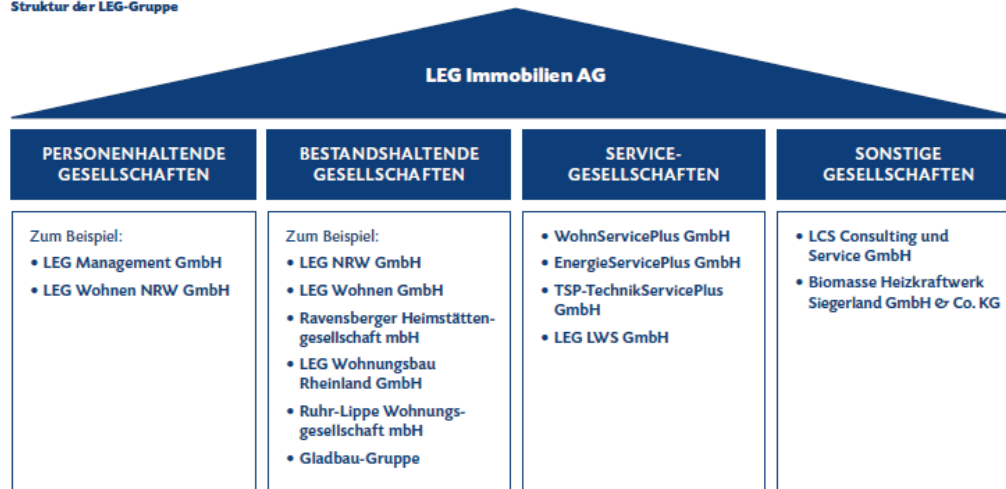 Struktur der LEG-Gruppe
LEG Immobilien AG
PERSONENHALTENDE
GESELLSCHAFTEN
Zum Beispiel:
• LEG Management GmbH
• LEG Wohnen NRW GmbH
BESTANDSHALTENDE
GESELLSCHAFTEN
Zum Beispiel:
• LEG NRW GmbH
• LEG Wohnen GmbH
• Ravensberger Heimstätten-
gesellschaft mbH
• LEG Wohnungsbau
Rheinland GmbH
• Ruhr-Lippe Wohnungs-
gesellschaft mbH
• Gladbau-Gruppe
SERVICE-
GESELLSCHAFTEN
• WohnServicePlus GmbH
• EnergieServicePlus GmbH
• TSP-TechnikServicePlus
GmbH
• LEG LWS GmbH
SONSTIGE
GESELLSCHAFTEN
• LCS Consulting und
Service GmbH
• Biomasse Heizkraftwerk
Siegerland GmbH & Co. KG